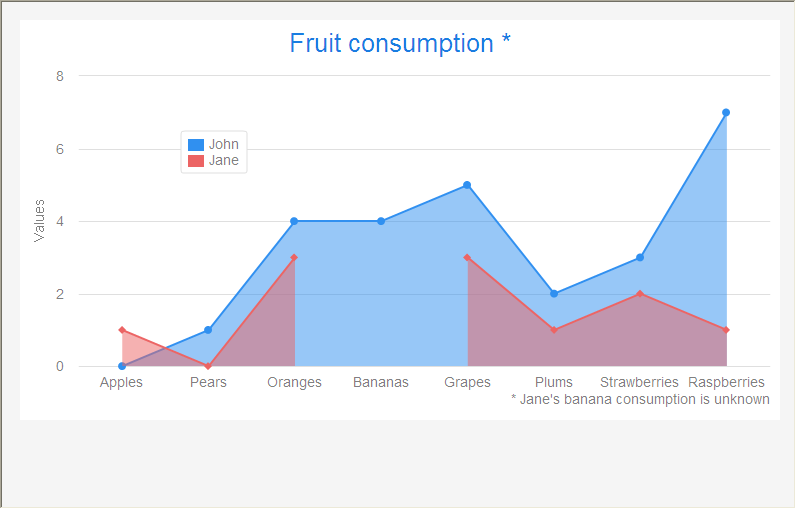 Fruit consumption *
8
John
Jane
6
Values
4
2
0
Apples Pears Oranges Bananas Grapes Plums Strawberries Raspberries
* Jane's banana consumption is unknown